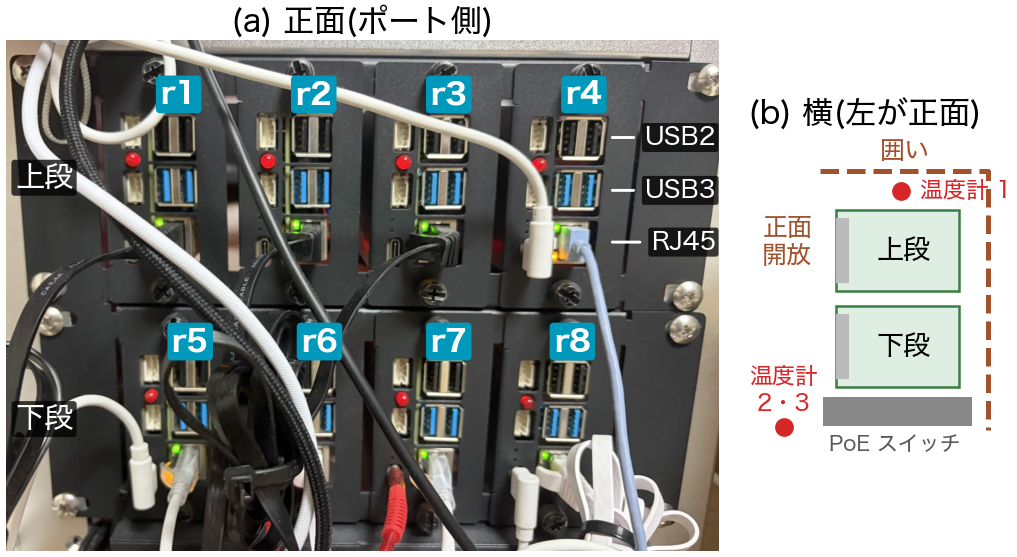 (a) 正面(ポート側)
r1
r2
r3
r4
USB2
上段
USB3
RJ45
r5
r6
r7
r8
下段
(b) 横(左が正面)
囲い
温度計 1
正面
開放
上段
下段
温度計
2・3
PoE スイッチ